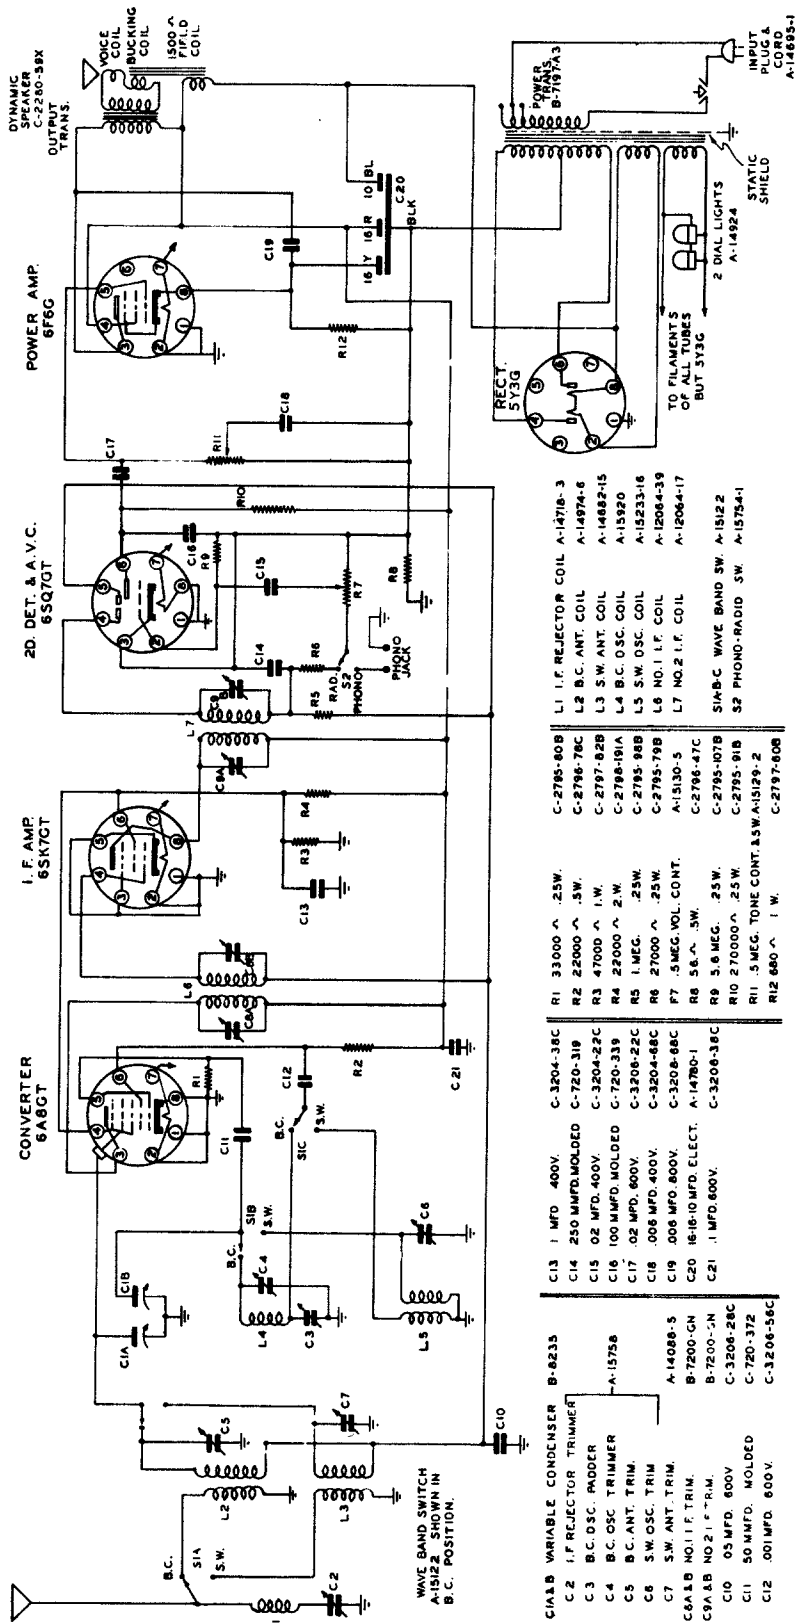 DYNAMIC
SPEAKER
C-2280-39X
OUTPUT
TRANS.
VOICE
COIL
BUCKING
COIL
1500 Ω
FIELD
COIL
CONVERTER
6A8GT
I.F. AMP.
6SK7GT
2D. DET. & A.V.C.
6SQ7GT
POWER AMP.
6F6G
RECT.
5Y3G
POWER
TRANS.
B-7197A3
INPUT
PLUG &
CORD
A-14695-1
STATIC
SHIELD
2 DIAL LIGHTS
A-14924
TO FILAMENTS
OF ALL TUBES
BUT 5Y3G
16 Y
16 R
10 BL
C20
BLK
B.C.
S1A
S.W.
C2
L2
L3
C5
C7
C10
C1A
C1B
B.C.
S1B
S.W.
L4
C4
C3
L5
C6
C11
R1
B.C.
S1C
S.W.
C12
R2
C21
L6
C8A
C13
R3
R4
L7
C9A
R5
R6
C14
RAD.
S2
PHONO
PHONO
JACK
R7
C15
R8
R9
C16
R10
C17
R11
C18
R12
C19
WAVE BAND SWITCH
A-15122 SHOWN IN
B.C. POSITION.
C1A&B VARIABLE CONDENSER B-8235
C2 I.F. REJECTOR TRIMMER
C3 B.C. OSC. PADDER
C4 B.C. OSC TRIMMER A-15758
C5 B.C. ANT. TRIM.
C6 S.W. OSC. TRIM
C7 S.W. ANT. TRIM. A-14088-5
C8A&B NO.1 I.F. TRIM. B-7200-GN
C9A&B NO.2 I.F. TRIM. B-7200-GN
C10 .05 MFD. 600V C-3206-28C
C11 50 MMFD. MOLDED C-720-372
C12 .001 MFD. 600V. C-3206-56C
C13 .1 MFD 400V. C-3204-38C
C14 250 MMFD. MOLDED C-720-319
C15 .02 MFD. 400V. C-3204-22C
C16 100 MMFD. MOLDED C-720-339
C17 .02 MFD. 600V. C-3206-22C
C18 .006 MFD. 400V. C-3204-68C
C19 .006 MFD. 800V. C-3208-68C
C20 16-16-10 MFD. ELECT. A-14780-1
C21 .1 MFD. 600V. C-3206-38C
R1 33000 Ω .25W. C-2795-80B
R2 22000 Ω .5W. C-2796-78C
R3 47000 Ω 1 W. C-2797-82B
R4 22000 Ω 2 W. C-2798-191A
R5 1 MEG. .25W. C-2795-98B
R6 27000 Ω .25W. C-2795-79B
R7 .5 MEG. VOL. CONT. A-15130-5
R8 56 Ω .5W. C-2796-47C
R9 5.6 MEG. .25W. C-2795-107B
R10 270000 Ω .25W. C-2795-91B
R11 .5 MEG. TONE CONT. & SW. A-15129-2
R12 680 Ω 1 W. C-2797-60B
L1 I.F. REJECTOR COIL A-14718-3
L2 B.C. ANT. COIL A-14974-6
L3 S.W. ANT. COIL A-14682-15
L4 B.C. OSC. COIL A-15920
L5 S.W. OSC. COIL A-15233-16
L6 NO.1 I.F. COIL A-12064-39
L7 NO.2 I.F. COIL A-12064-17
S1A-B-C WAVE BAND SW. A-15122
S2 PHONO-RADIO SW. A-15754-1